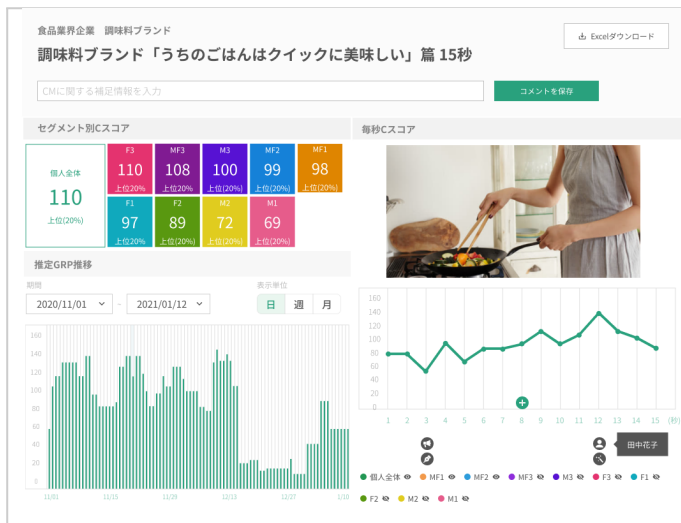 食品業界企業 調味料ブランド
調味料ブランド「うちのごはんはクイックに美味しい」篇 15秒
Excelダウンロード
CMに関する補足情報を入力
コメントを保存
セグメント別Cスコア
個人全体
110
上位(20%)
F3
110
上位20%
MF3
108
上位20%
M3
100
上位(20%)
MF2
99
上位(20%)
MF1
98
上位(20%)
F1
97
上位20%
F2
89
上位(20%)
M2
72
上位(20%)
M1
69
上位(20%)
推定GRP推移
期間
表示単位
2020/11/01 - 2021/01/12
日 週 月
160
140
120
100
80
60
40
20
0
11/01 11/15 11/29 12/13 12/27 1/10
毎秒Cスコア
160
140
120
100
80
60
40
20
0
1 2 3 4 5 6 7 8 9 10 11 12 13 14 15 (秒)
田中花子
個人全体 MF1 MF2 MF3 M3 F3 F1
F2 M2 M1